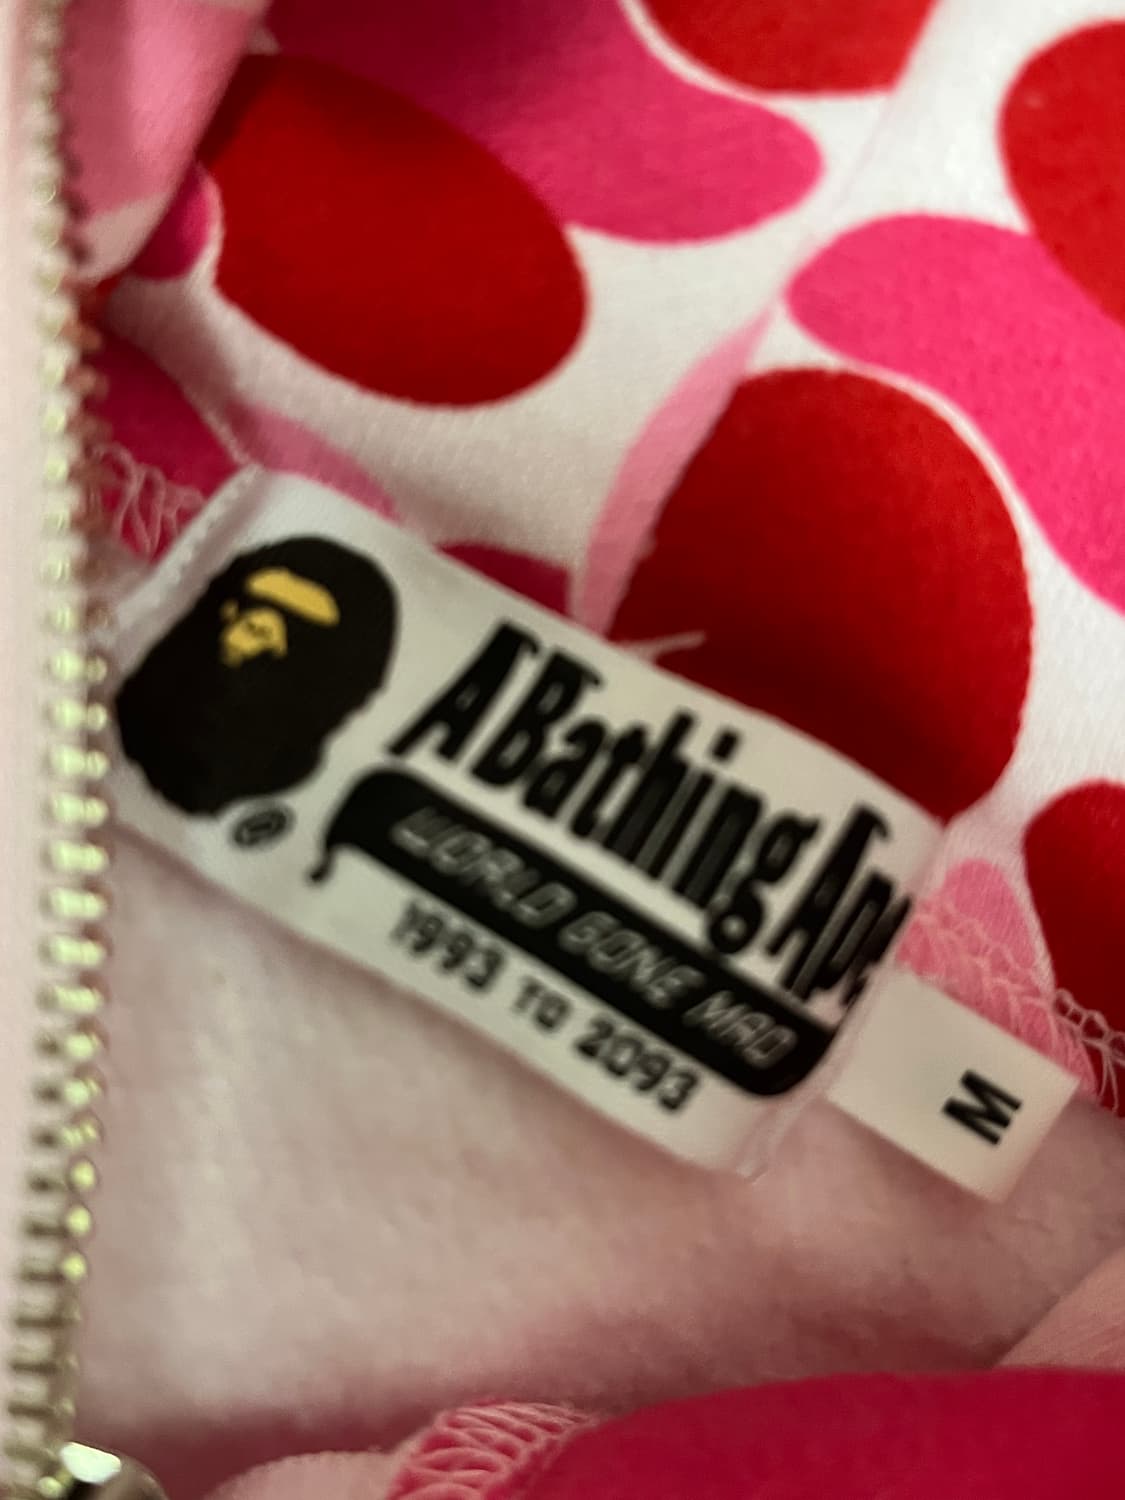 A Bathing Ape
WORLD GONE MAD
1993 TO 2093
M
®